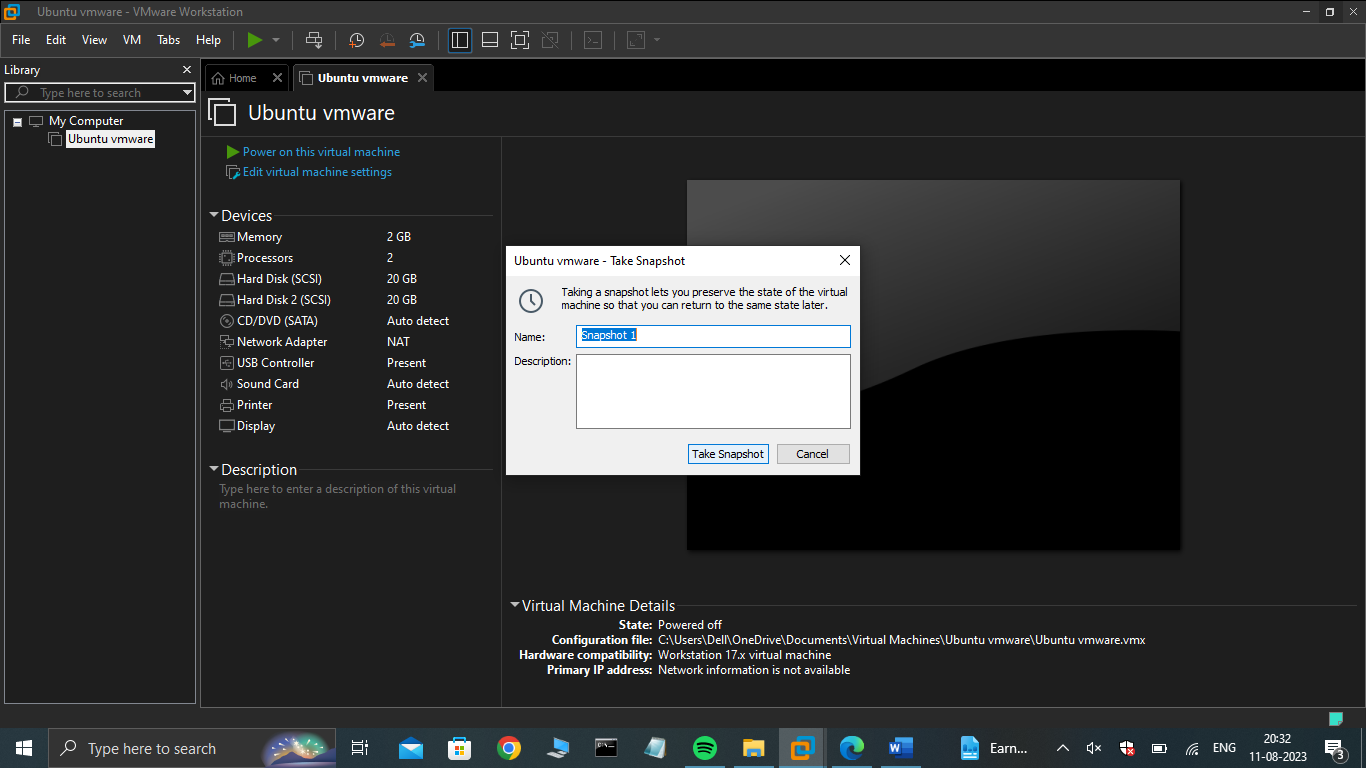 Ubuntu vmware - VMware Workstation
File Edit View VM Tabs Help
Library
Home
Ubuntu vmware
Type here to search
Ubuntu vmware
My Computer
Ubuntu vmware
Power on this virtual machine
Edit virtual machine settings
Devices
Memory 2 GB
Processors 2
Hard Disk (SCSI) 20 GB
Hard Disk 2 (SCSI) 20 GB
CD/DVD (SATA) Auto detect
Network Adapter NAT
USB Controller Present
Sound Card Auto detect
Printer Present
Display Auto detect
Description
Type here to enter a description of this virtual
machine.
Ubuntu vmware - Take Snapshot
Taking a snapshot lets you preserve the state of the virtual
machine so that you can return to the same state later.
Name: Snapshot 1
Description:
Take Snapshot Cancel
Virtual Machine Details
State: Powered off
Configuration file: C:\Users\Dell\OneDrive\Documents\Virtual Machines\Ubuntu vmware\Ubuntu vmware.vmx
Hardware compatibility: Workstation 17.x virtual machine
Primary IP address: Network information is not available
Type here to search
Earn...
ENG
20:32
11-08-2023
3